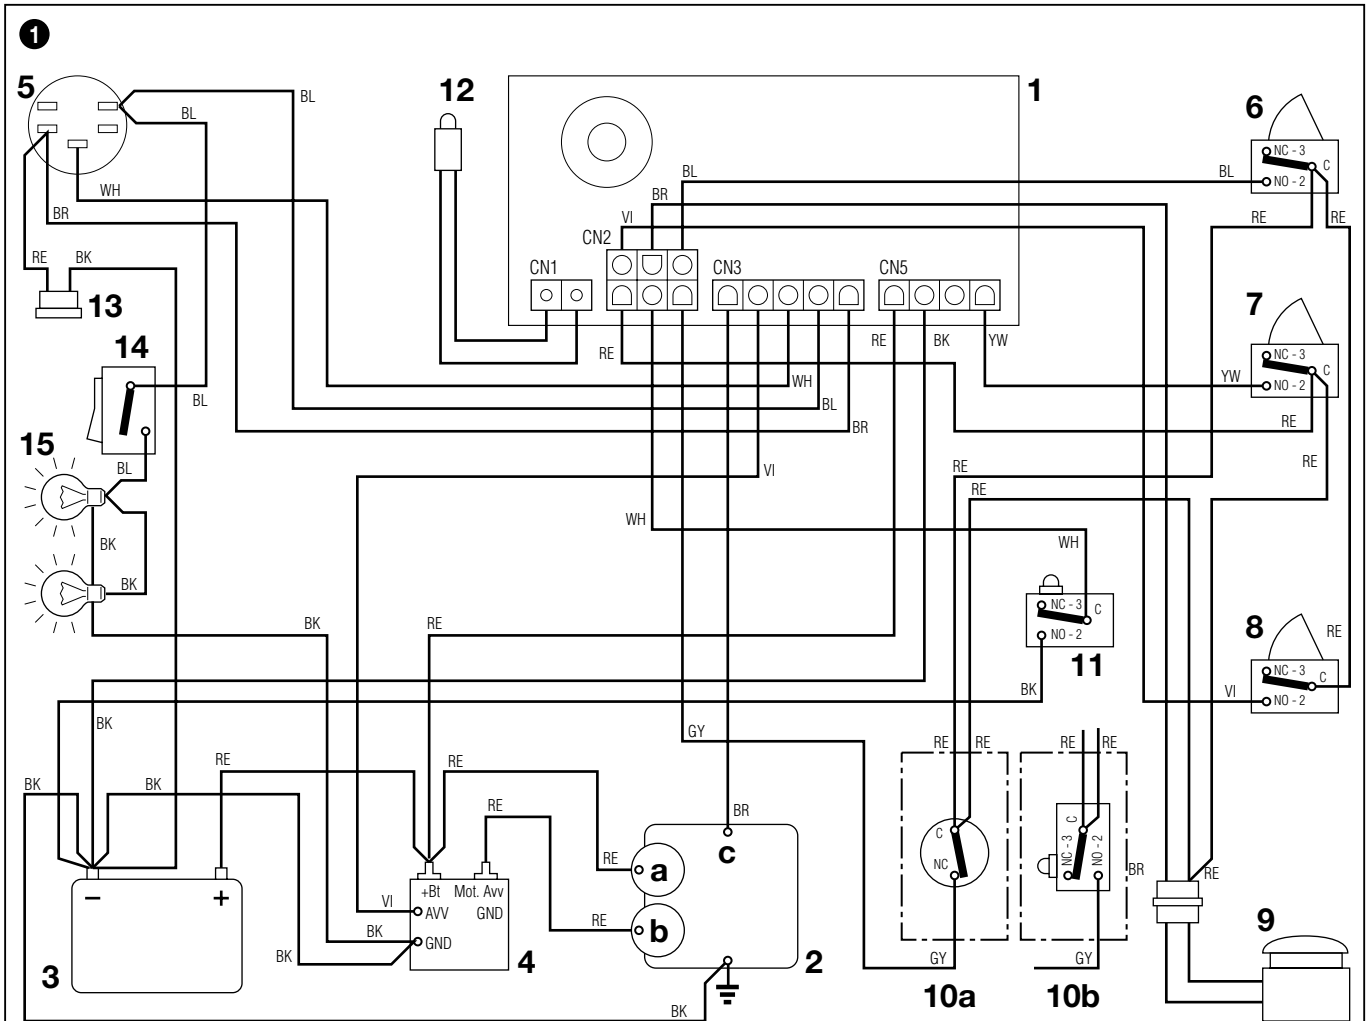 1
5
BL
12
1
6
BL
NC - 3
C
NO - 2
BL
BL
WH
BR
BR
VI
RE
RE
CN2
RE
BK
CN1
CN3
CN5
13
7
NC - 3
C
NO - 2
14
RE
RE
BK
YW
YW
WH
BL
BL
BR
RE
15
RE
BL
VI
RE
RE
WH
WH
BK
BK
NC - 3
C
NO - 2
11
BK
RE
8
RE
NC - 3
C
NO - 2
BK
VI
BK
GY
RE
RE
RE
RE
RE
RE
BK
BK
RE
BR
c
C
NC
C
NC - 3
NO - 2
BR
RE
RE
a
+Bt
Mot. Avv
VI
AVV
GND
– +
BK
GND
RE
b
9
BK
3
4
2
GY
GY
10a
10b
BK